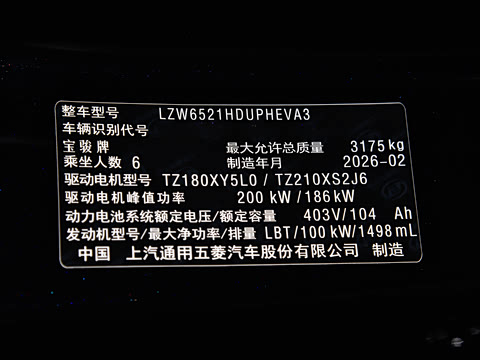 整车型号 LZW6521HDUPHEVA3
车辆识别代号
宝骏牌 最大允许总质量 3175 kg
乘坐人数 6 制造年月 2026-02
驱动电机型号 TZ180XY5L0 / TZ210XS2J6
驱动电机峰值功率 200 kW / 186 kW
动力电池系统额定电压/额定容量 403V/104 Ah
发动机型号/最大净功率/排量 LBT/100 kW/1498 mL
中国 上汽通用五菱汽车股份有限公司 制造